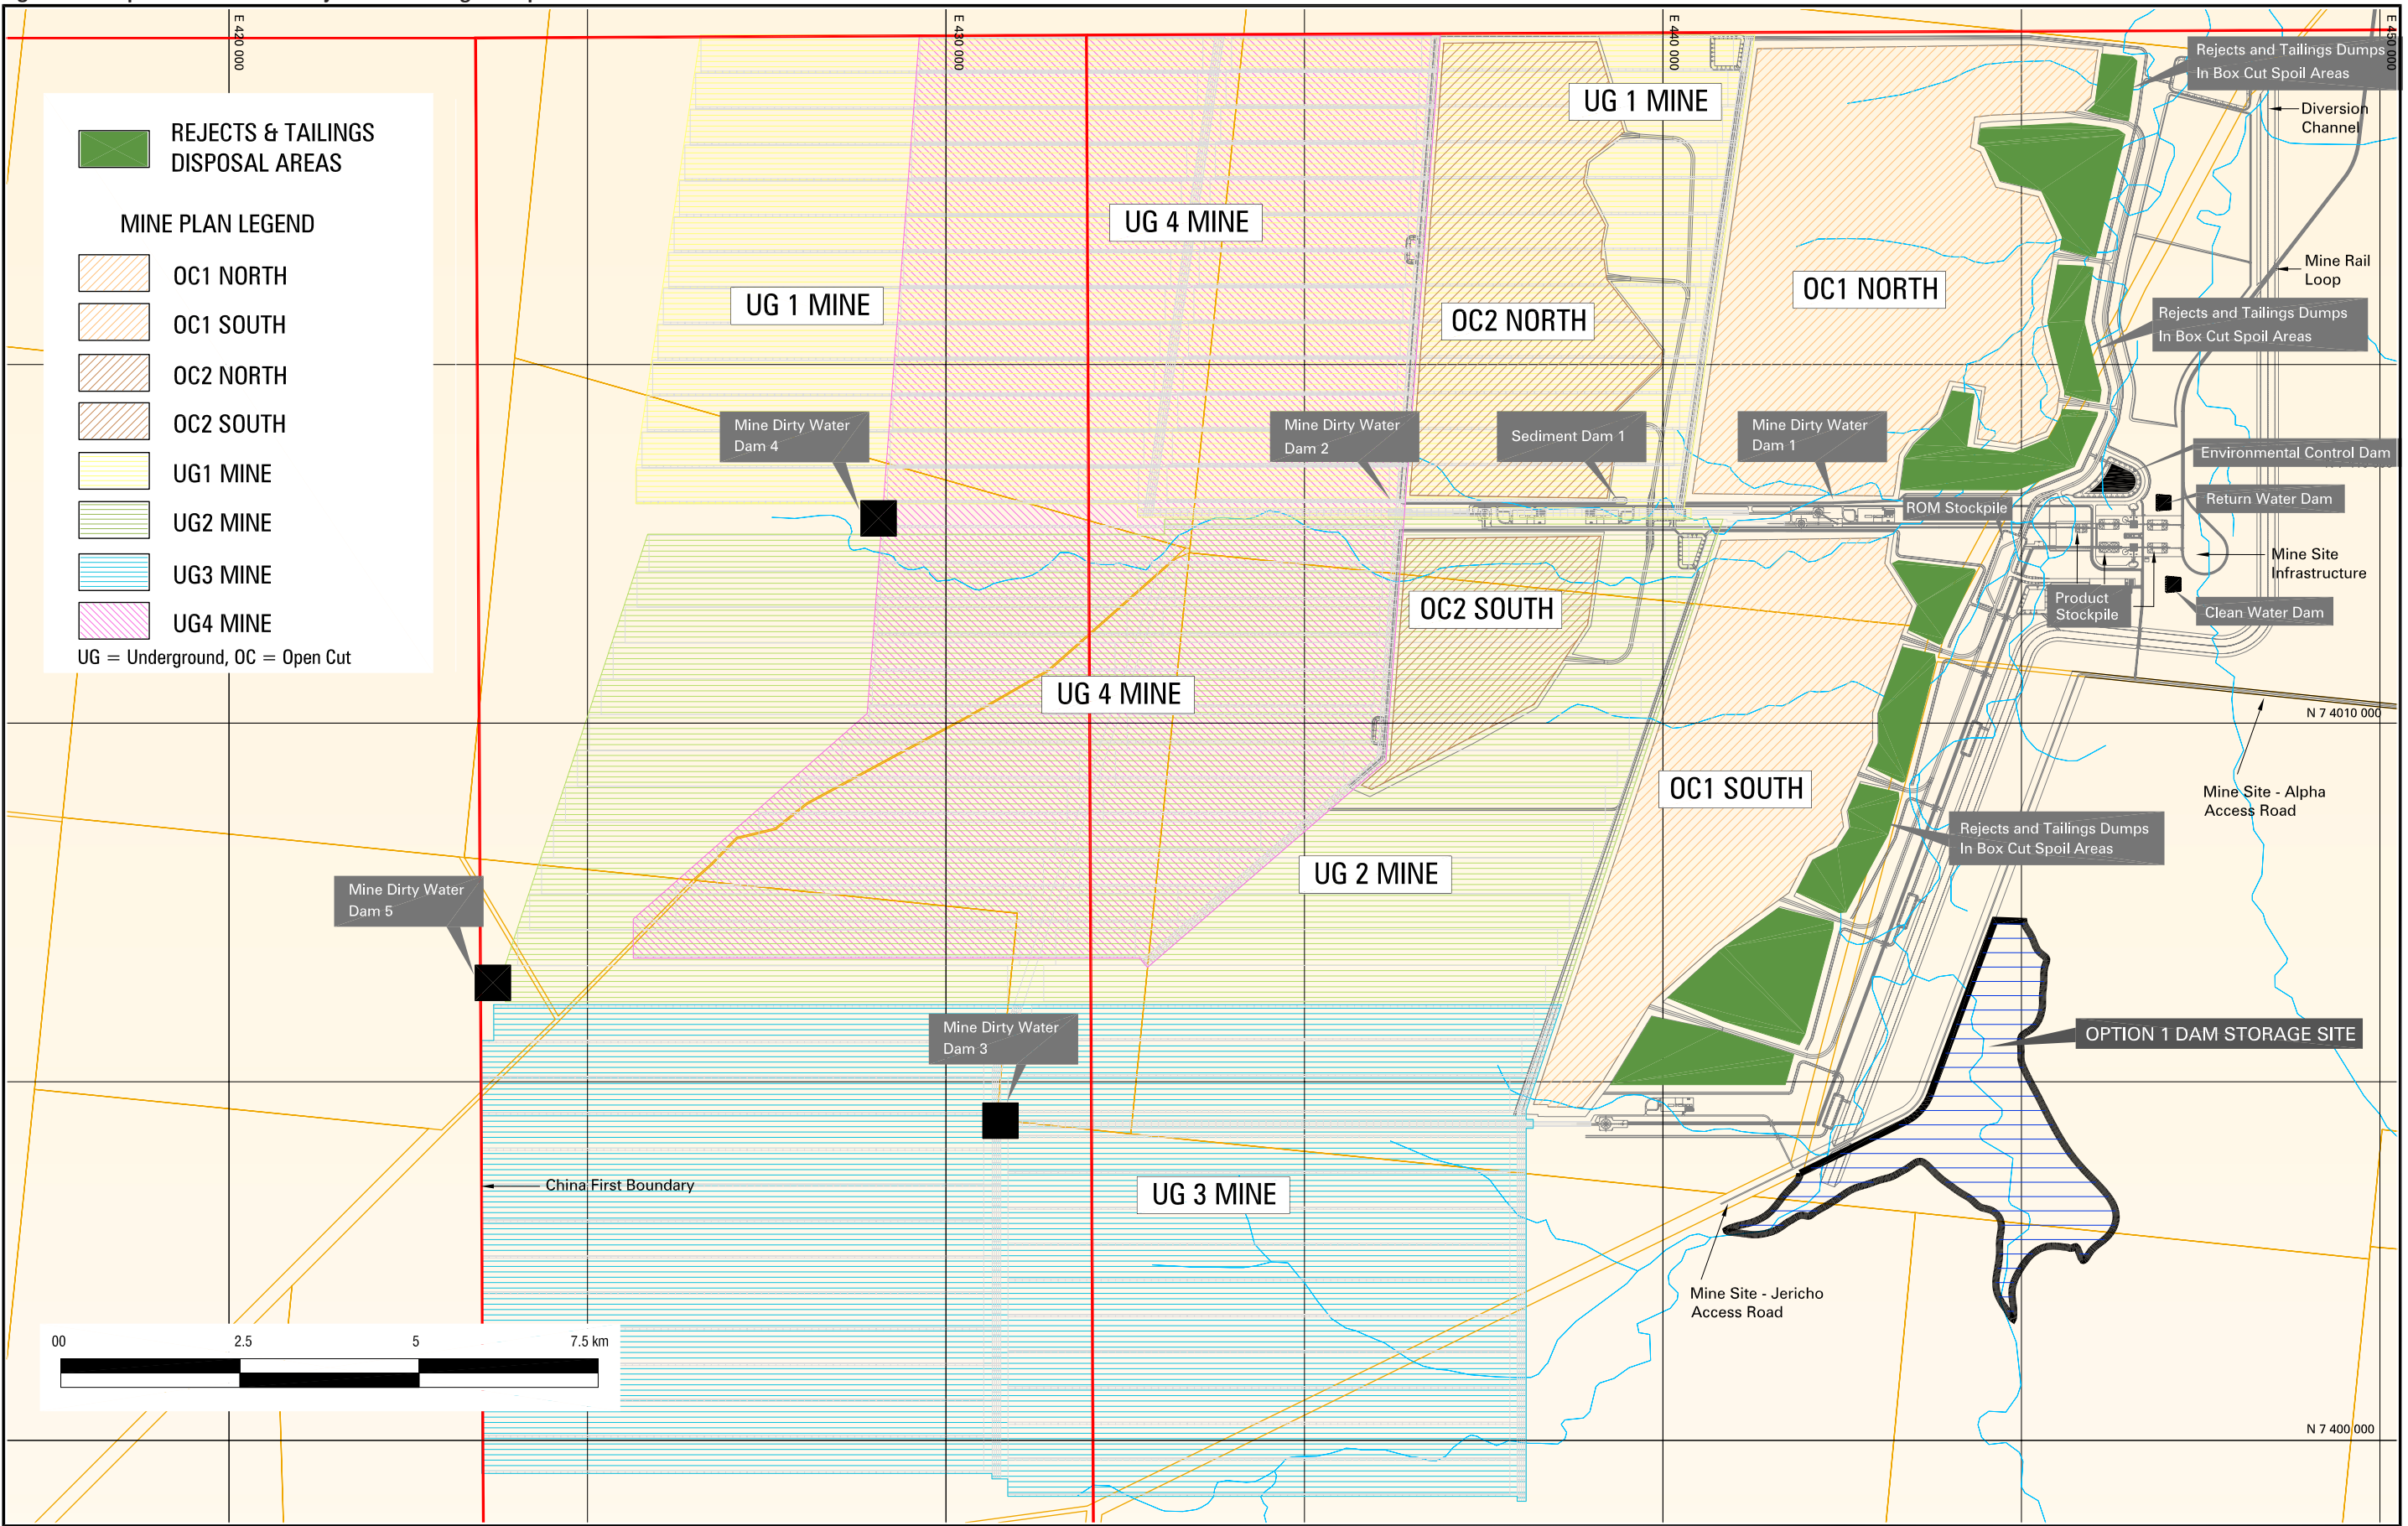 E 420 000
E 430 000
E 440 000
E 450 000
REJECTS & TAILINGS
DISPOSAL AREAS
MINE PLAN LEGEND
OC1 NORTH
OC1 SOUTH
OC2 NORTH
OC2 SOUTH
UG1 MINE
UG2 MINE
UG3 MINE
UG4 MINE
UG = Underground, OC = Open Cut
Rejects and Tailings Dumps
In Box Cut Spoil Areas
Diversion
Channel
UG 1 MINE
UG 4 MINE
Mine Rail
Loop
UG 1 MINE
OC2 NORTH
OC1 NORTH
Rejects and Tailings Dumps
In Box Cut Spoil Areas
Mine Dirty Water
Dam 4
Mine Dirty Water
Dam 2
Sediment Dam 1
Mine Dirty Water
Dam 1
Environmental Control Dam
Return Water Dam
ROM Stockpile
Mine Site
Infrastructure
Product
Stockpile
Clean Water Dam
OC2 SOUTH
UG 4 MINE
N 7 4010 000
OC1 SOUTH
Mine Site - Alpha
Access Road
Rejects and Tailings Dumps
In Box Cut Spoil Areas
UG 2 MINE
Mine Dirty Water
Dam 5
Mine Dirty Water
Dam 3
OPTION 1 DAM STORAGE SITE
China First Boundary
UG 3 MINE
Mine Site - Jericho
Access Road
00 2.5 5 7.5 km
N 7 400 000